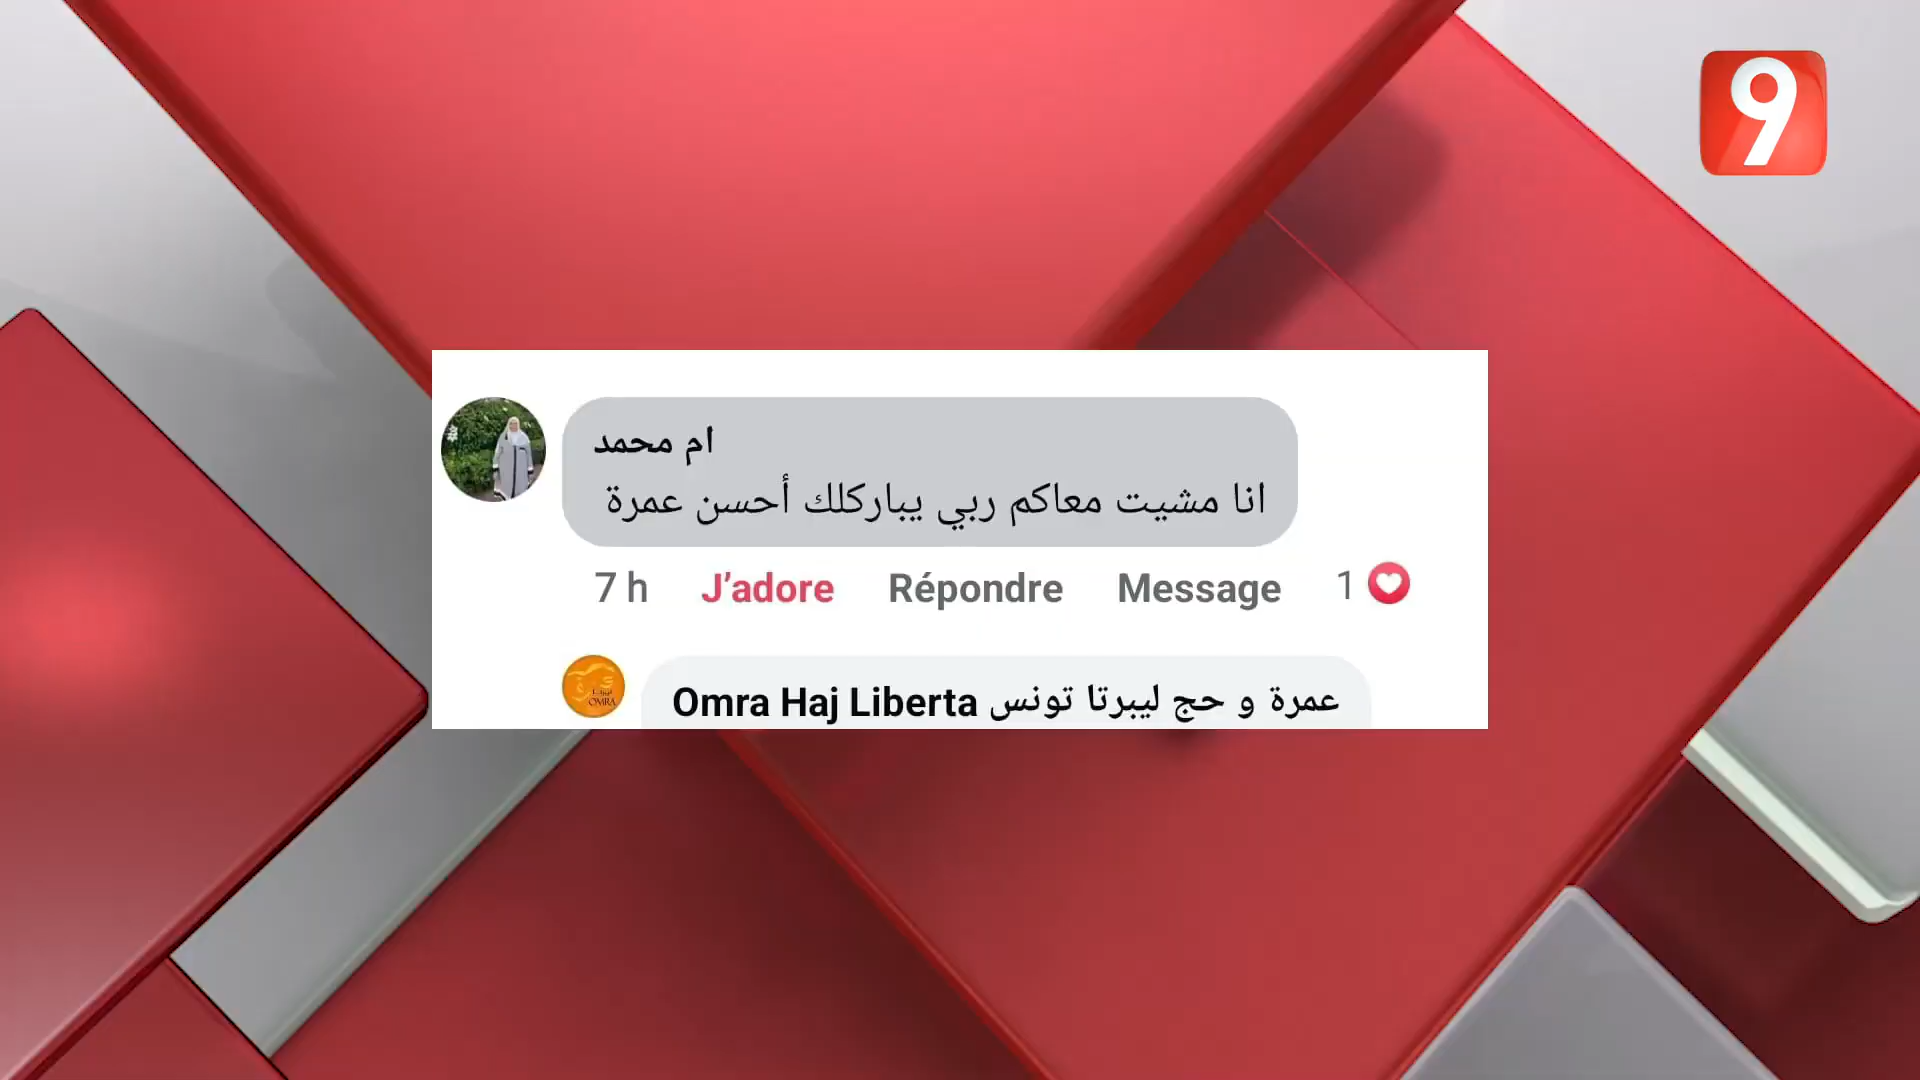 9
ام محمد
انا مشيت معاكم ربي يباركلك أحسن عمرة
7 h J’adore Répondre Message 1
OMRA
Omra Haj Liberta عمرة و حج ليبرتا تونس